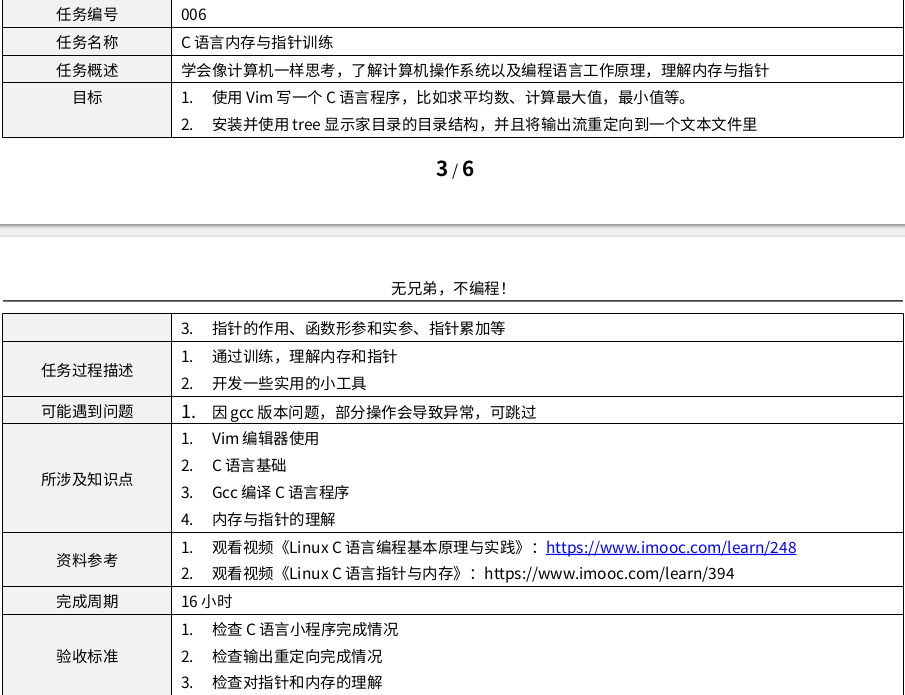 任务编号 006
任务名称 C 语言内存与指针训练
任务概述 学会像计算机一样思考，了解计算机操作系统以及编程语言工作原理，理解内存与指针
目标 1. 使用 Vim 写一个 C 语言程序，比如求平均数、计算最大值，最小值等。
2. 安装并使用 tree 显示家目录的目录结构，并且将输出流重定向到一个文本文件里
3 / 6
无兄弟，不编程！
3. 指针的作用、函数形参和实参、指针累加等
任务过程描述 1. 通过训练，理解内存和指针
2. 开发一些实用的小工具
可能遇到问题 1. 因 gcc 版本问题，部分操作会导致异常，可跳过
所涉及知识点 1. Vim 编辑器使用
2. C 语言基础
3. Gcc 编译 C 语言程序
4. 内存与指针的理解
资料参考 1. 观看视频《Linux C 语言编程基本原理与实践》：https://www.imooc.com/learn/248
2. 观看视频《Linux C 语言指针与内存》：https://www.imooc.com/learn/394
完成周期 16 小时
验收标准 1. 检查 C 语言小程序完成情况
2. 检查输出重定向完成情况
3. 检查对指针和内存的理解